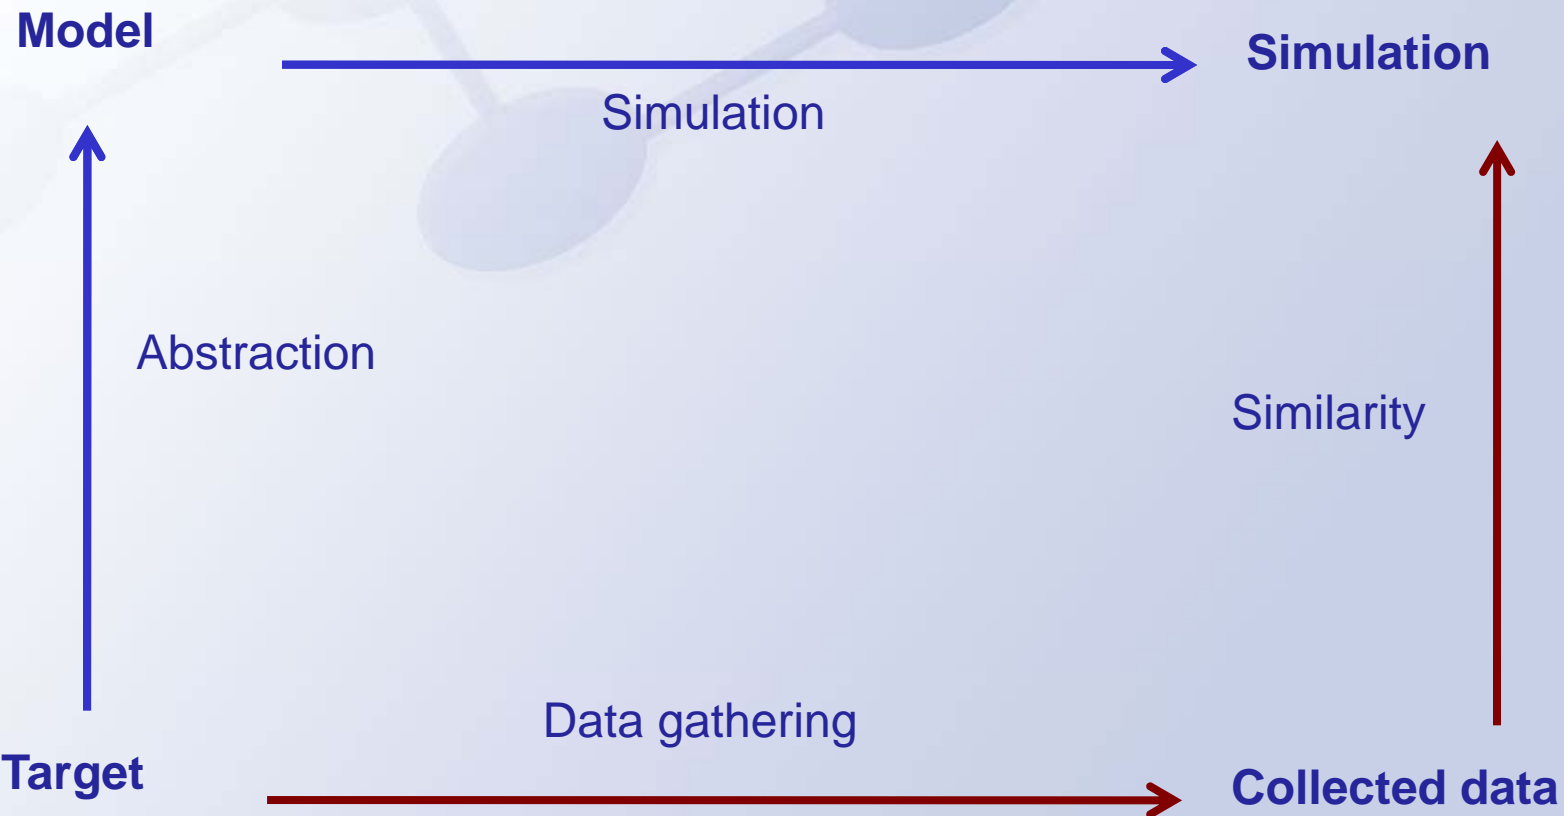 Model
Simulation
Simulation
Abstraction
Similarity
Data gathering
Target
Collected data